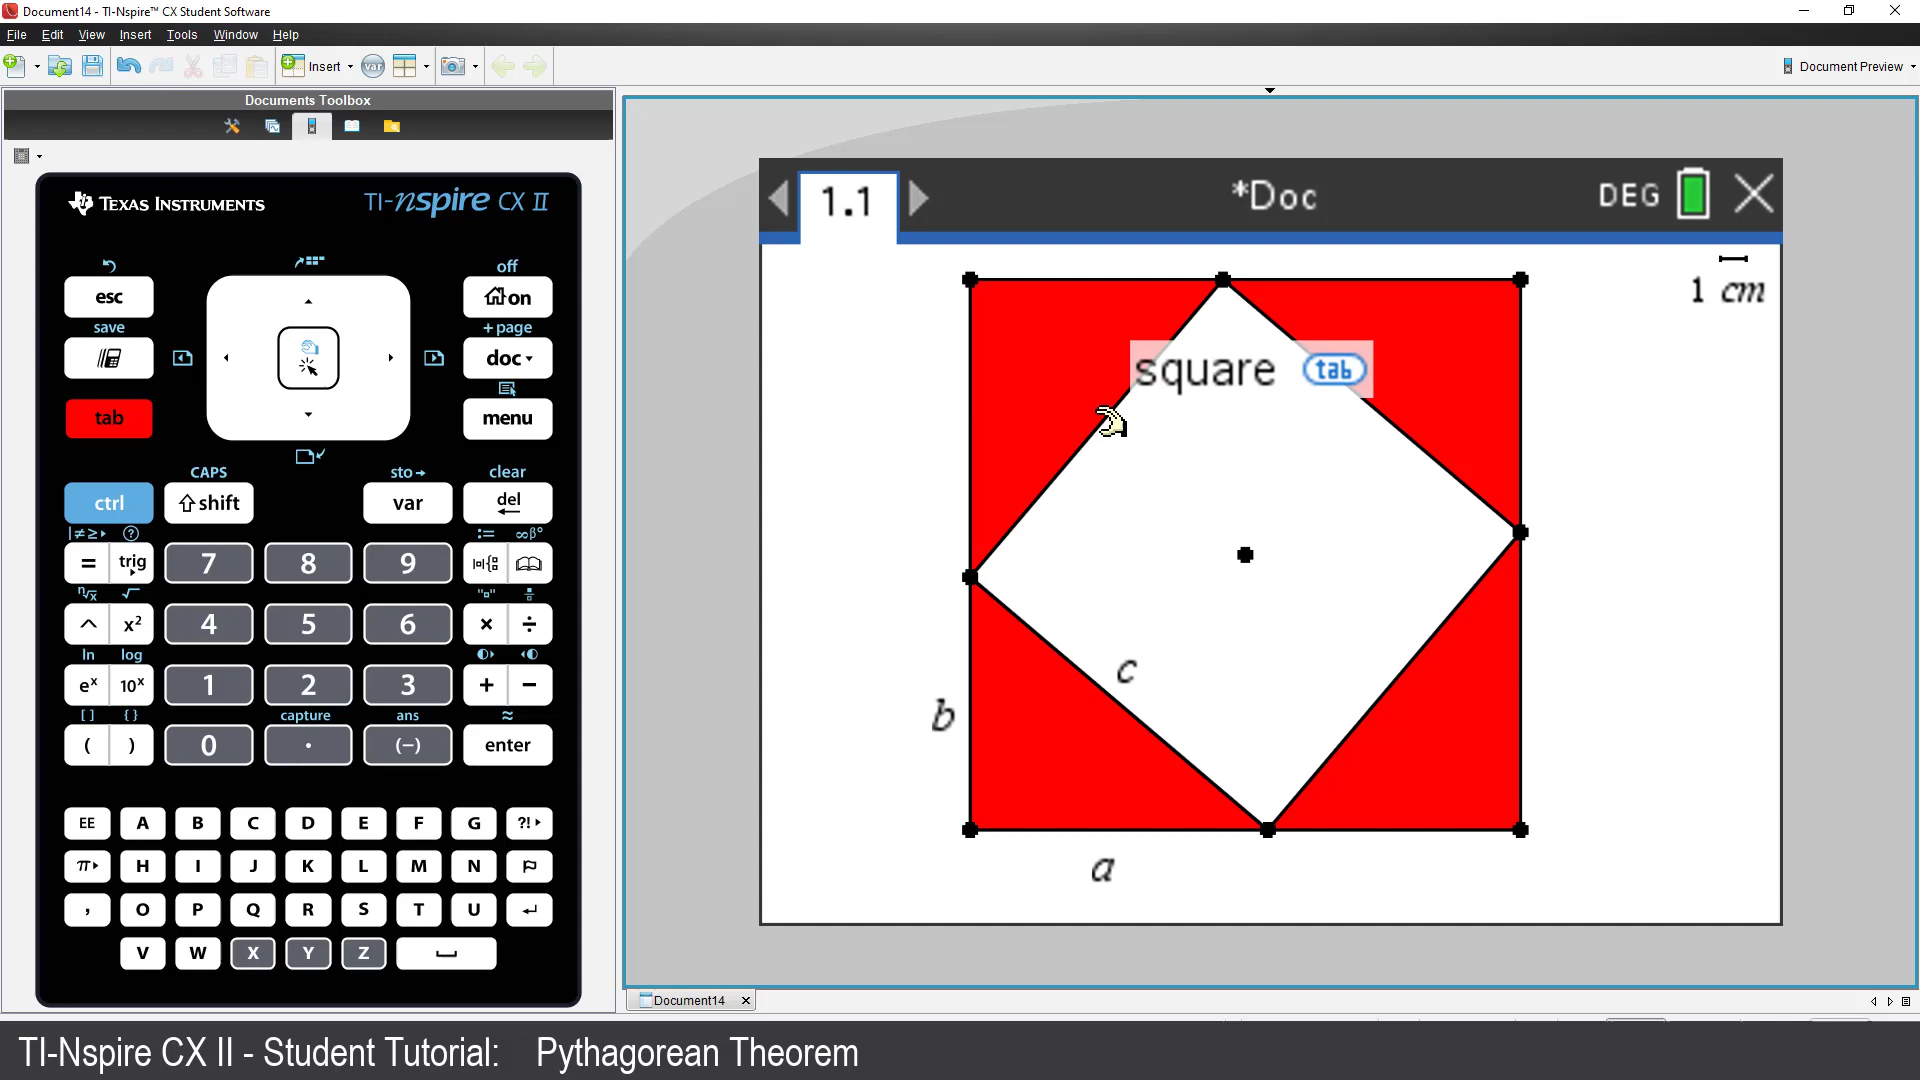 Document14 - TI-Nspire™ CX Student Software
File Edit View Insert Tools Window Help
Insert var Document Preview
Documents Toolbox
TEXAS INSTRUMENTS TI-nspire CX II
off
esc on
save + page
doc
tab menu
CAPS sto→ clear
ctrl shift var del
|≠≥▸ ? := ∞β°
= trig 7 8 9
ⁿ√x √
^ x² 4 5 6 × ÷
ln log
eˣ 10ˣ 1 2 3 + −
[ ] { } capture ans ≈
( ) 0 . (−) enter
EE A B C D E F G ?!▸
π▸ H I J K L M N
, O P Q R S T U ↵
V W X Y Z
1.1 *Doc DEG
1 cm
square tab
c
b
a
Document14
TI-Nspire CX II - Student Tutorial: Pythagorean Theorem